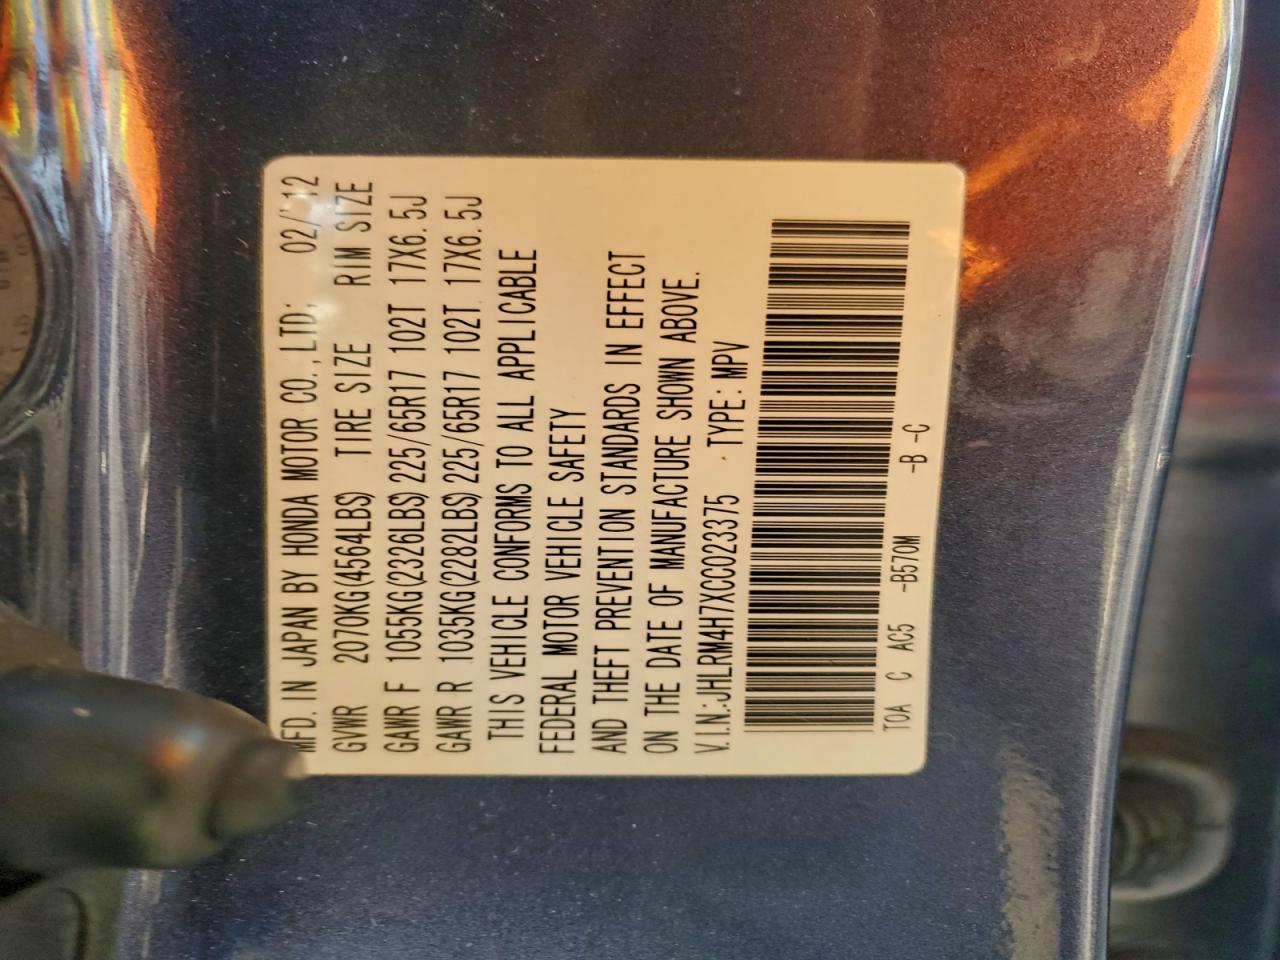 MFD. IN JAPAN BY HONDA MOTOR CO., LTD; 02/'12
GVWR 2070KG(4564LBS) TIRE SIZE RIM SIZE
GAWR F 1055KG(2326LBS) 225/65R17 102T 17X6.5J
GAWR R 1035KG(2282LBS) 225/65R17 102T 17X6.5J
THIS VEHICLE CONFORMS TO ALL APPLICABLE
FEDERAL MOTOR VEHICLE SAFETY
AND THEFT PREVENTION STANDARDS IN EFFECT
ON THE DATE OF MANUFACTURE SHOWN ABOVE.
V.I.N.:JHLRM4H7XCC023375 TYPE: MPV
TOA C AC5 -B570M -B -C